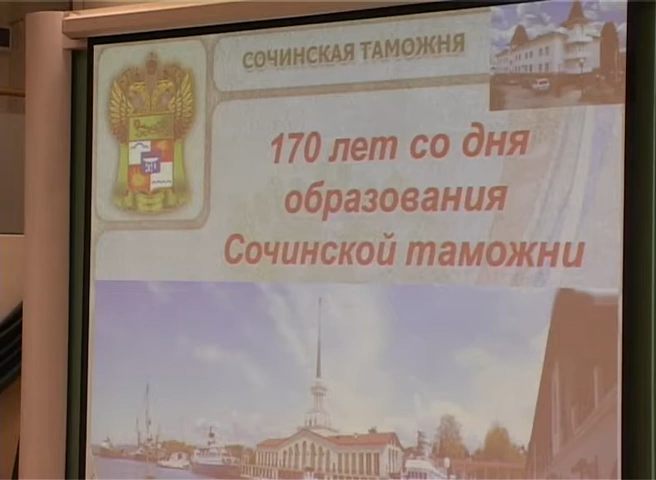 СОЧИНСКАЯ ТАМОЖНЯ
170 лет со дня
образования
Сочинской таможни